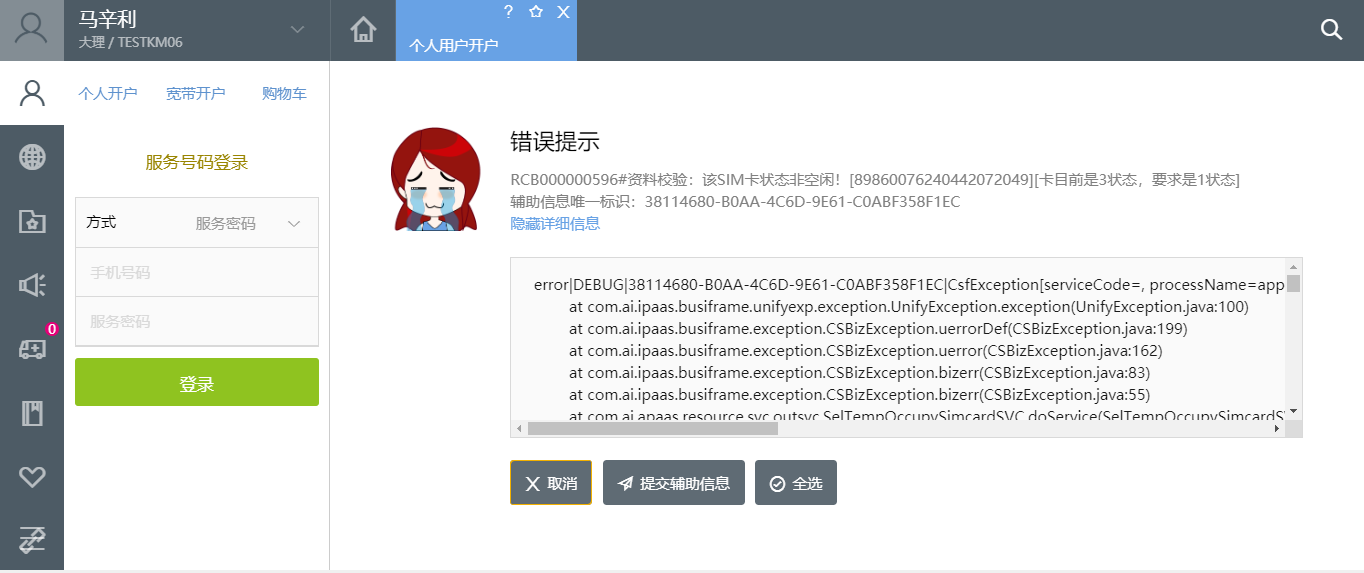 马辛利
大理 / TESTKM06
? X
个人用户开户
个人开户 宽带开户 购物车
服务号码登录
方式 服务密码
手机号码
服务密码
登录
0
错误提示
RCB000000596#资料校验：该SIM卡状态非空闲！[89860076240442072049][卡目前是3状态，要求是1状态]
辅助信息唯一标识：38114680-B0AA-4C6D-9E61-C0ABF358F1EC
隐藏详细信息
error|DEBUG|38114680-B0AA-4C6D-9E61-C0ABF358F1EC|CsfException[serviceCode=, processName=app
at com.ai.ipaas.busiframe.unifyexp.exception.UnifyException.exception(UnifyException.java:100)
at com.ai.ipaas.busiframe.exception.CSBizException.uerrorDef(CSBizException.java:199)
at com.ai.ipaas.busiframe.exception.CSBizException.uerror(CSBizException.java:162)
at com.ai.ipaas.busiframe.exception.CSBizException.bizerr(CSBizException.java:83)
at com.ai.ipaas.busiframe.exception.CSBizException.bizerr(CSBizException.java:55)
at com.ai.apaas.resource.svc.outsvc.SelTempOccupySimcardSVC.doService(SelTempOccupySimcardS
X 取消 提交辅助信息 全选